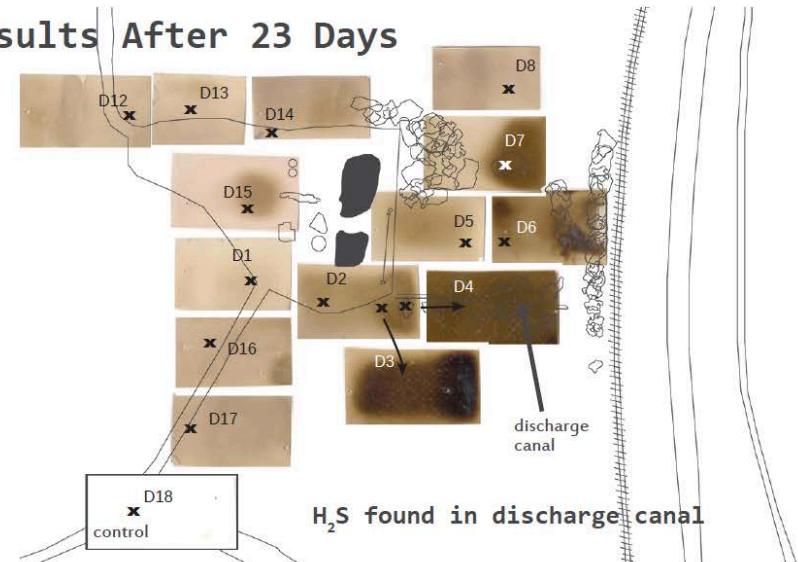 sults After 23 Days
D8
D12
D13
D14
D7
D15
D5
D6
D1
D2
D4
D16
D3
D17
discharge
canal
D18
control
H₂S found in discharge canal